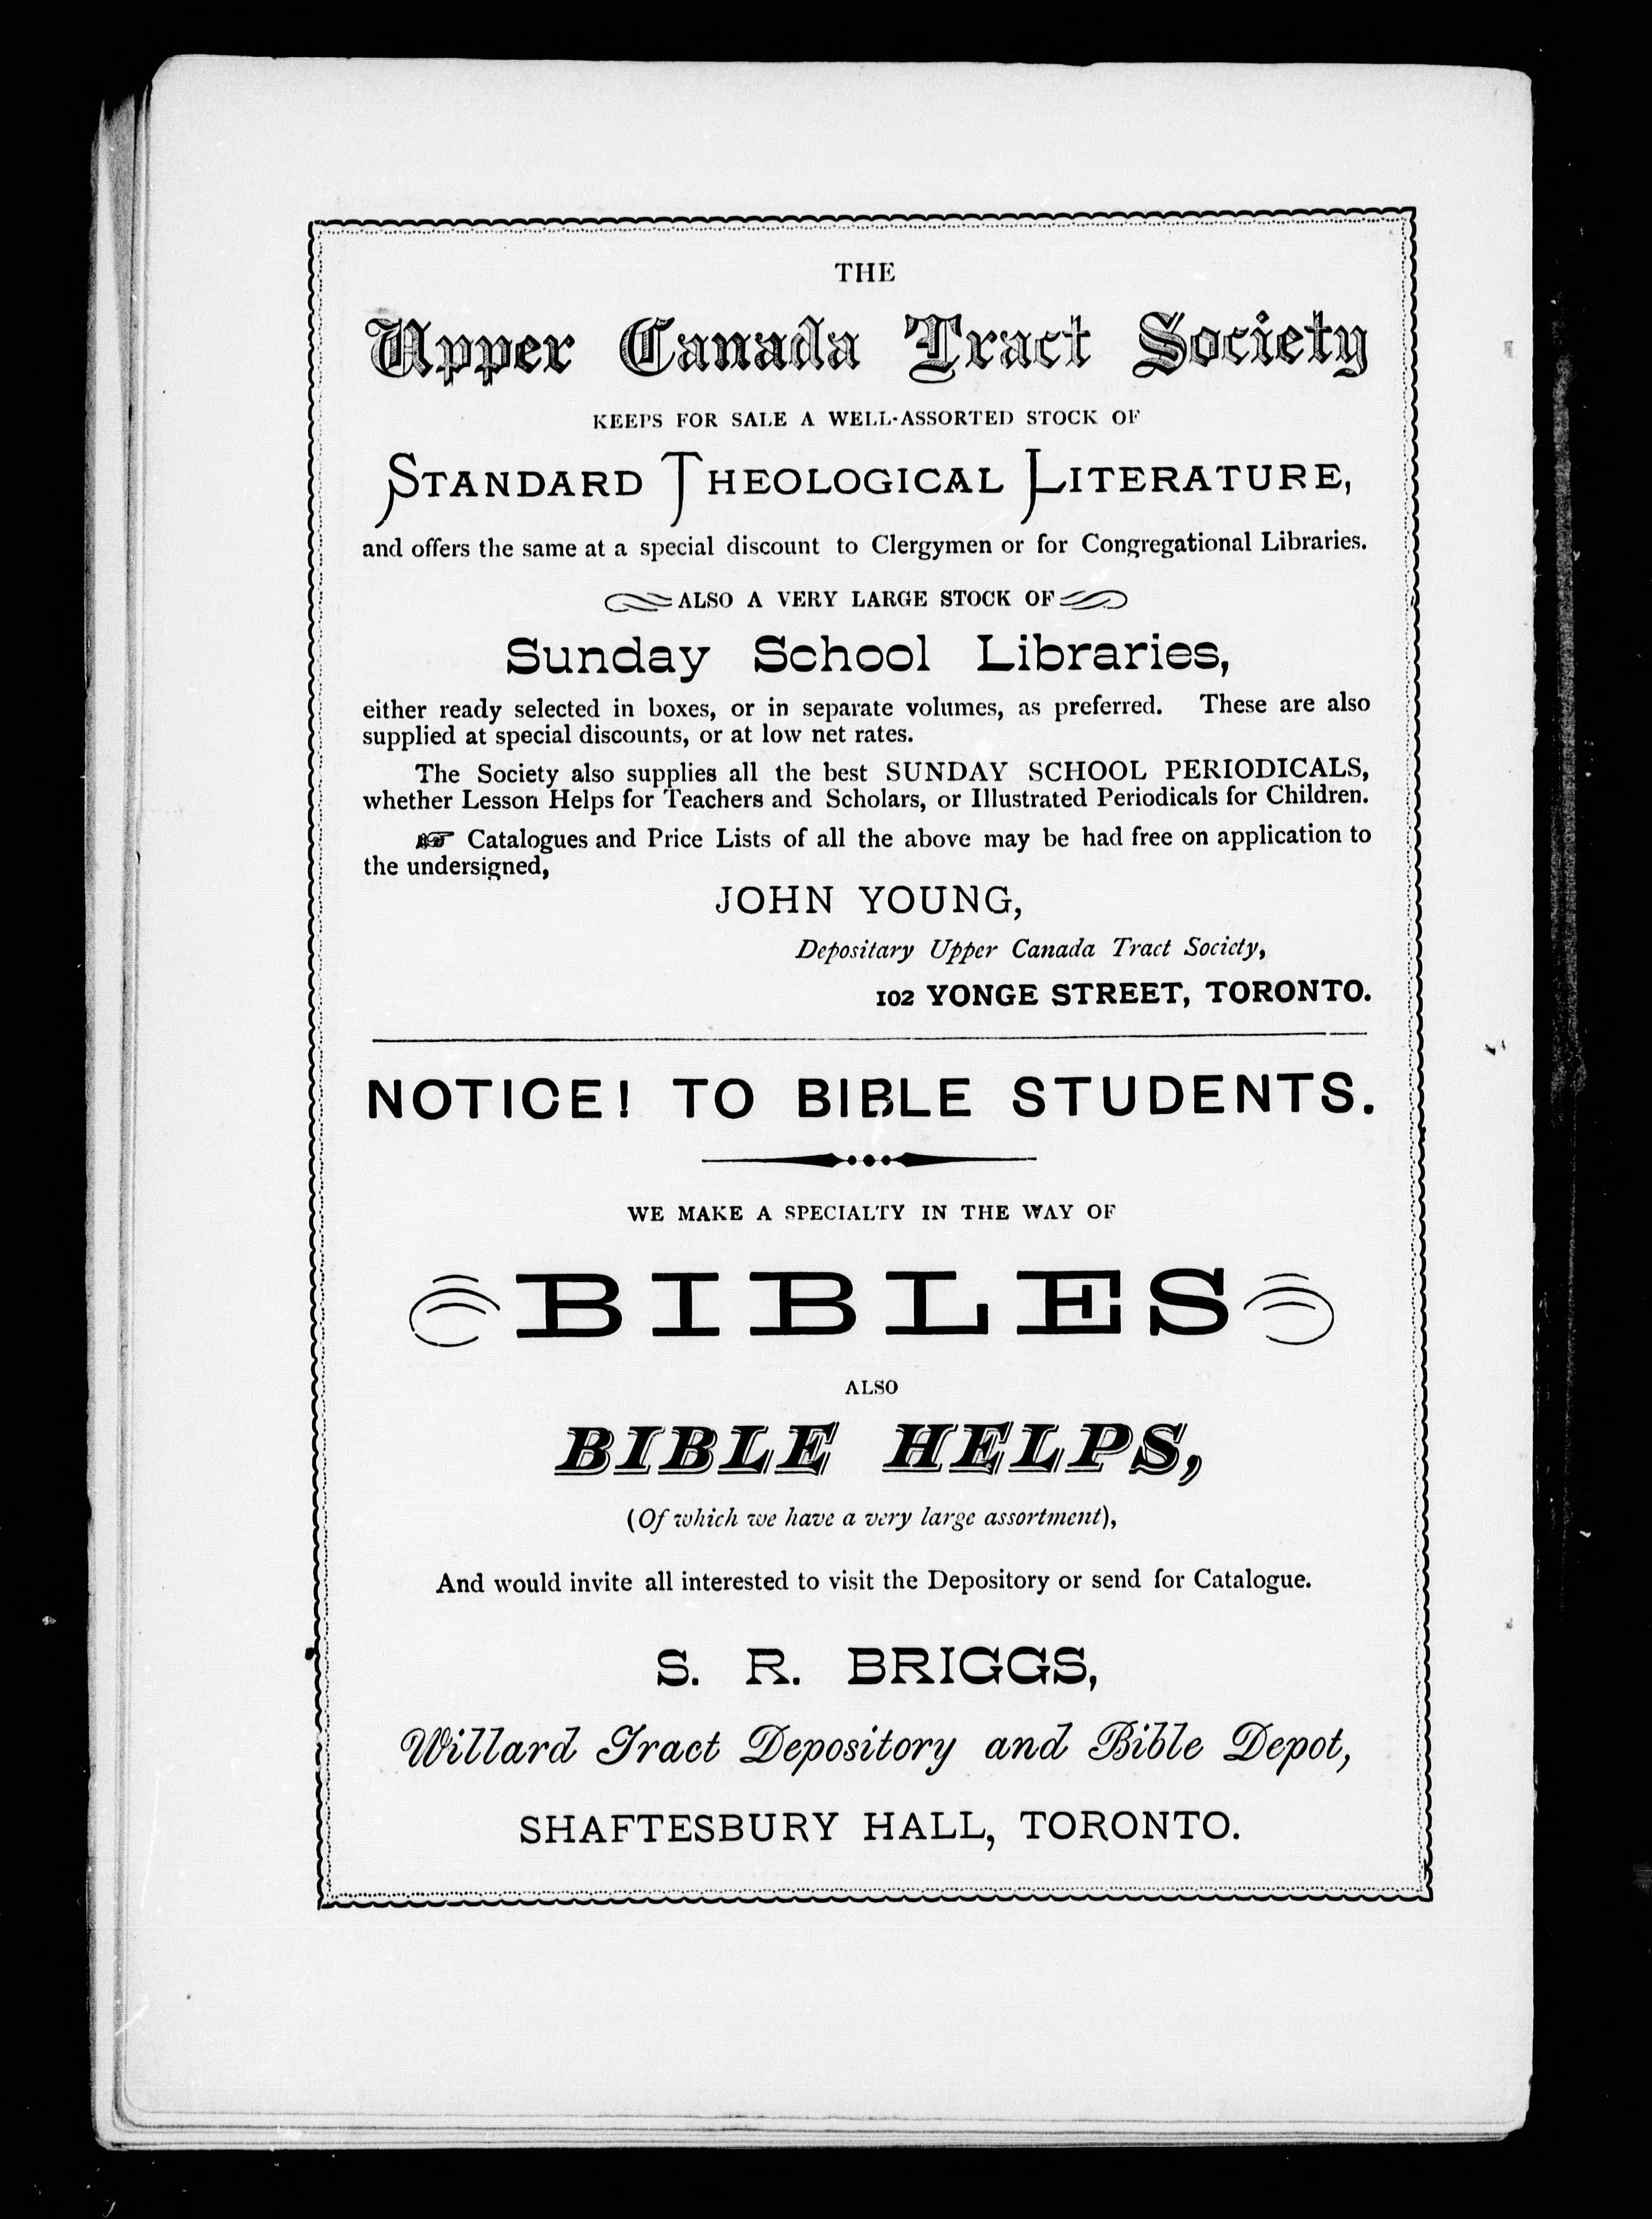 THE
Upper Canada Tract Society
KEEPS FOR SALE A WELL-ASSORTED STOCK OF
STANDARD THEOLOGICAL LITERATURE,
and offers the same at a special discount to Clergymen or for Congregational Libraries.
ALSO A VERY LARGE STOCK OF
Sunday School Libraries,
either ready selected in boxes, or in separate volumes, as preferred. These are also
supplied at special discounts, or at low net rates.
The Society also supplies all the best SUNDAY SCHOOL PERIODICALS,
whether Lesson Helps for Teachers and Scholars, or Illustrated Periodicals for Children.
☞ Catalogues and Price Lists of all the above may be had free on application to
the undersigned,
JOHN YOUNG,
Depositary Upper Canada Tract Society,
102 YONGE STREET, TORONTO.
NOTICE! TO BIBLE STUDENTS.
WE MAKE A SPECIALTY IN THE WAY OF
BIBLES
ALSO
BIBLE HELPS,
(Of which we have a very large assortment),
And would invite all interested to visit the Depository or send for Catalogue.
S. R. BRIGGS,
Willard Tract Depository and Bible Depot,
SHAFTESBURY HALL, TORONTO.